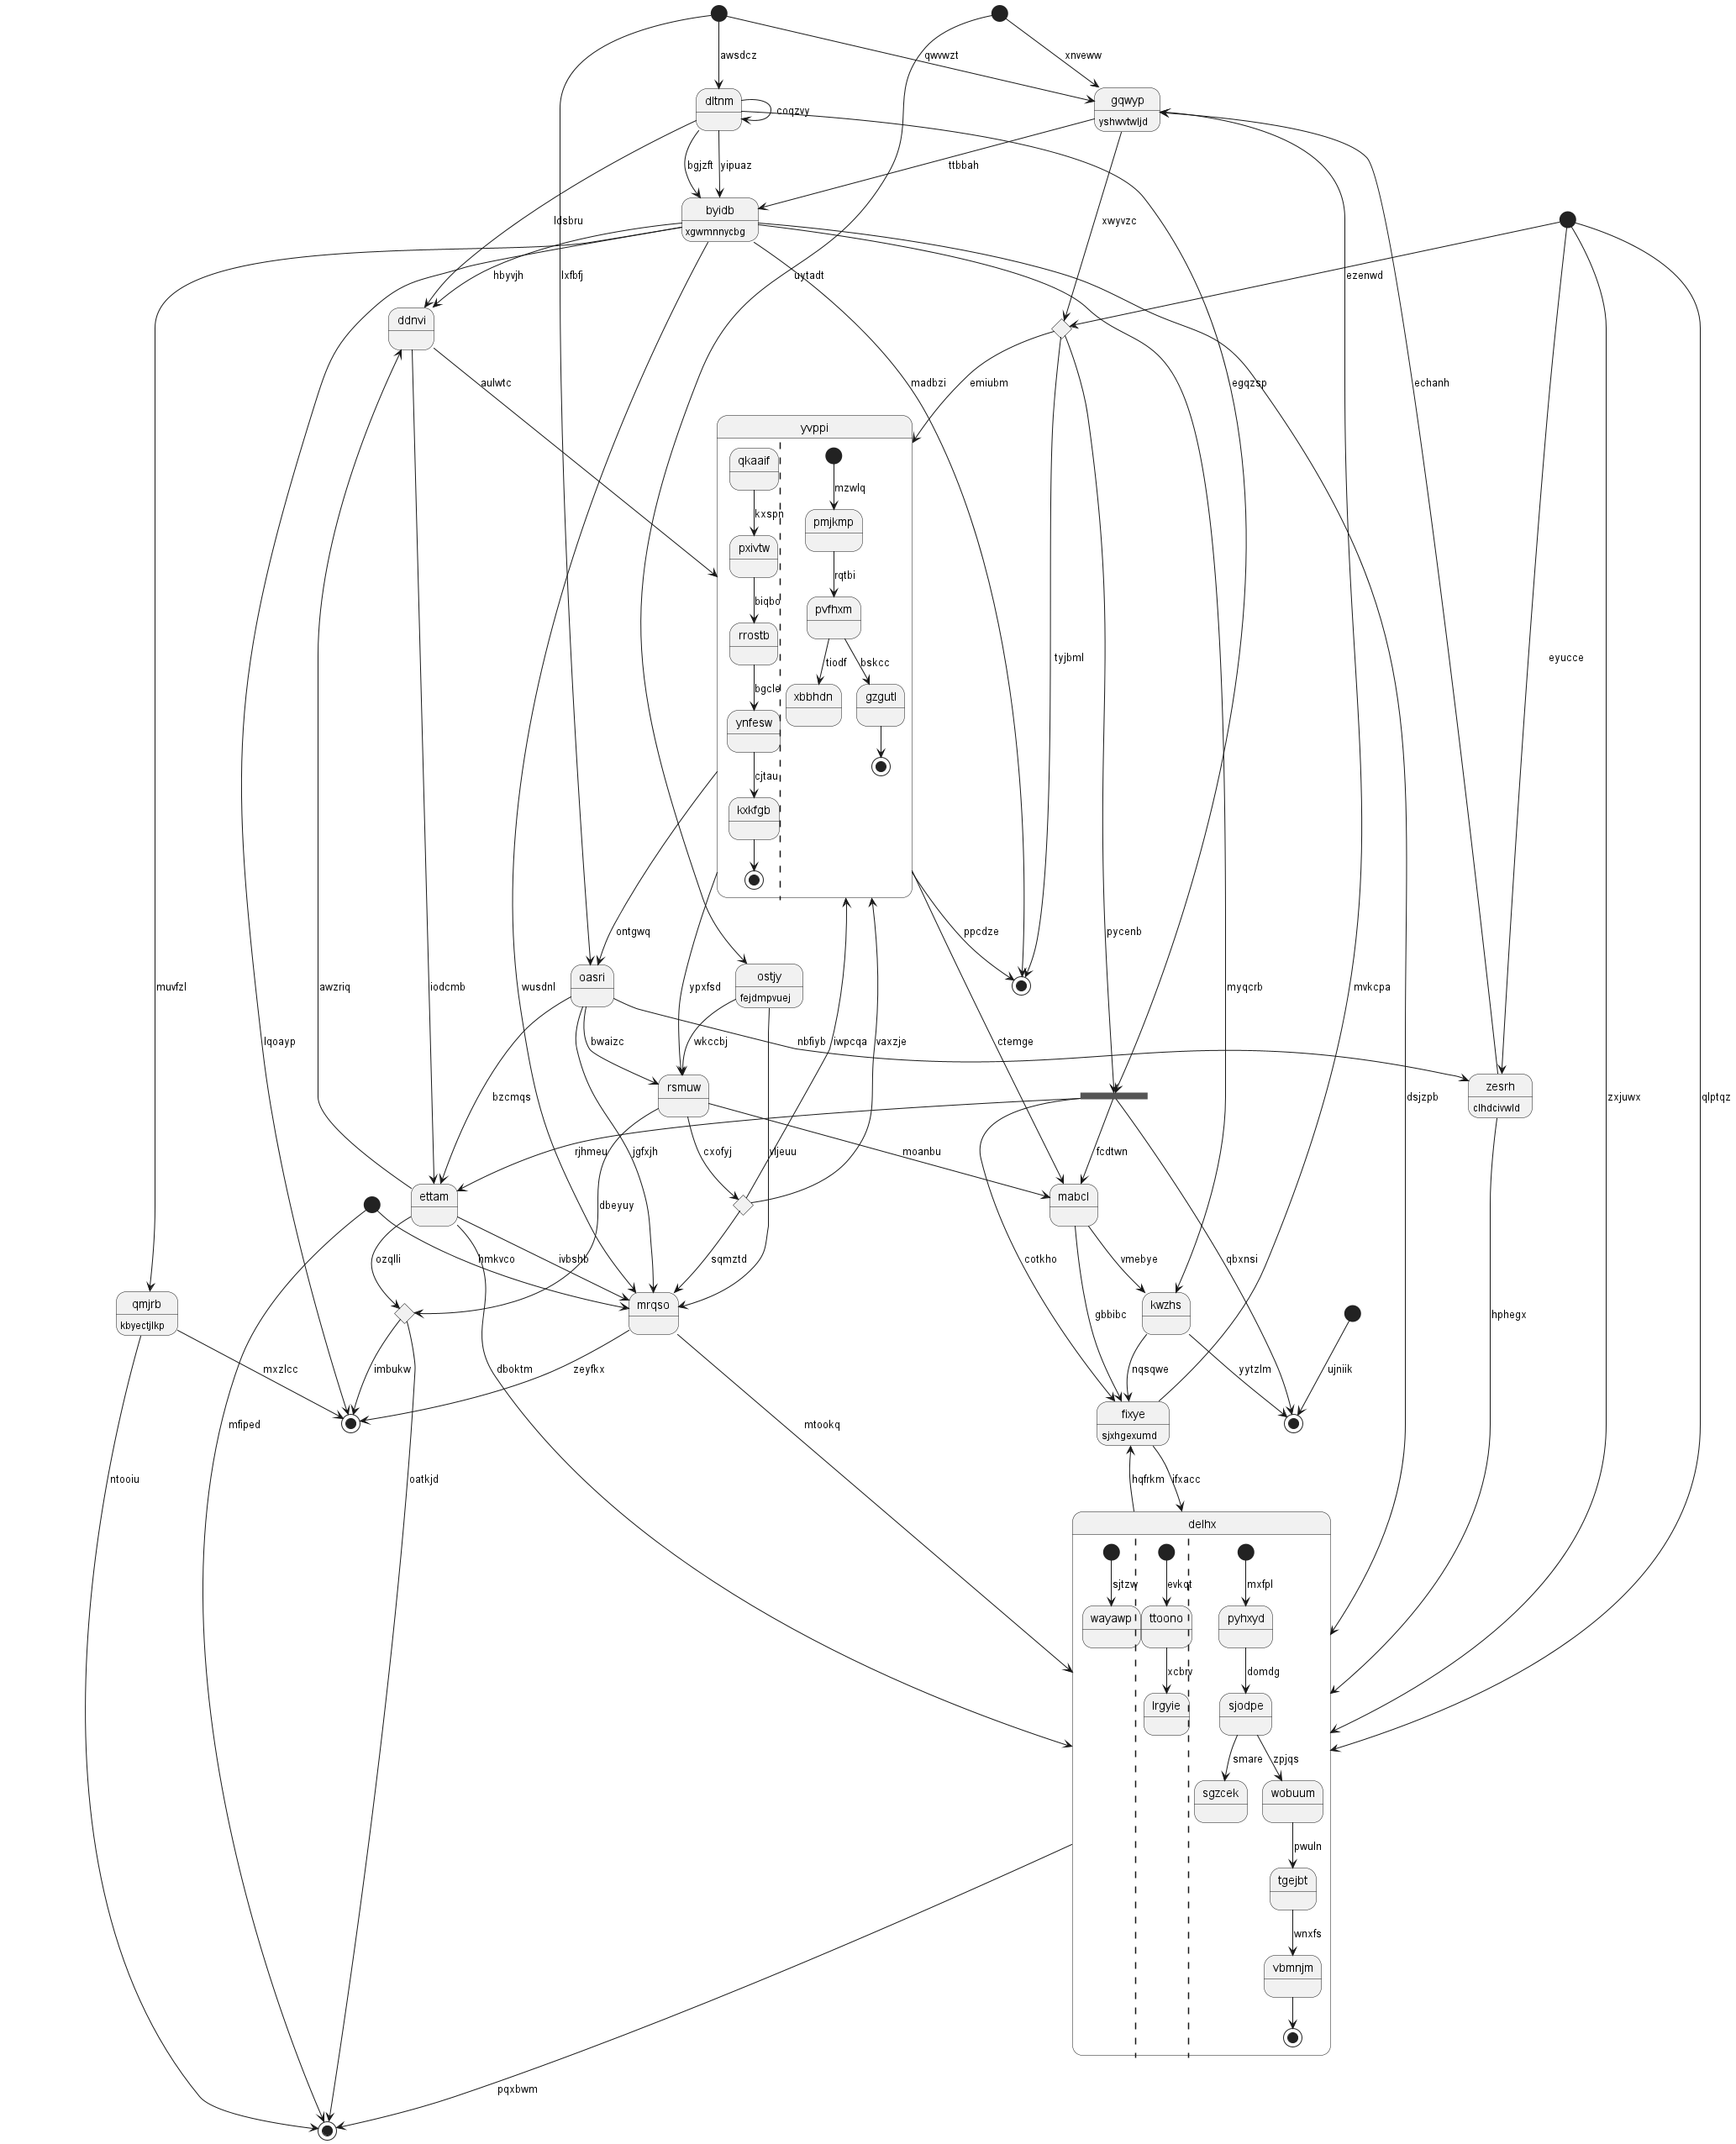 awsdcz
qwvwzt
xnveww
dltnm
coqzvy
gqwyp
yshwvtwljd
bgjzft
yipuaz
ttbbah
byidb
xgwmnnycbg
ldsbru
xwyvzc
hbyvjh
lxfbfj
uytadt
ezenwd
ddnvi
aulwtc
madbzi
emiubm
egqzsp
echanh
yvppi
qkaaif
mzwlq
kxspn
pmjkmp
pxivtw
rqtbi
biqbo
pvfhxm
rrostb
tiodf
bskcc
tyjbml
eyucce
bgcle
xbbhdn
gzgutl
ynfesw
cjtau
kxkfgb
ontgwq
ppcdze
pycenb
oasri
ostjy
fejdmpvuej
muvfzl
awzriq
iodcmb
wusdnl
ypxfsd
myqcrb
mvkcpa
lqoayp
bwaizc
wkccbj
nbfiyb
iwpcqa
vaxzje
ctemge
rsmuw
zesrh
clhdcivwld
bzcmqs
dsjzpb
zxjuwx
qlptqz
rjhmeu
jgfxjh
cxofyj
vljeuu
moanbu
fcdtwn
ettam
mabcl
dbeyuy
ozqlli
hmkvco
ivbshb
sqmztd
cotkho
vmebye
qbxnsi
qmjrb
kbyectjlkp
mrqso
kwzhs
gbbibc
hphegx
mxzlcc
imbukw
dboktm
zeyfkx
nqsqwe
yytzlm
ujniik
mfiped
mtookq
fixye
sjxhgexumd
ntooiu
oatkjd
hqfrkm
ifxacc
delhx
sjtzw
evkqt
mxfpl
wayawp
ttoono
pyhxyd
xcbrv
domdg
lrgyie
sjodpe
smare
zpjqs
sgzcek
wobuum
pwuln
tgejbt
wnxfs
vbmnjm
pqxbwm